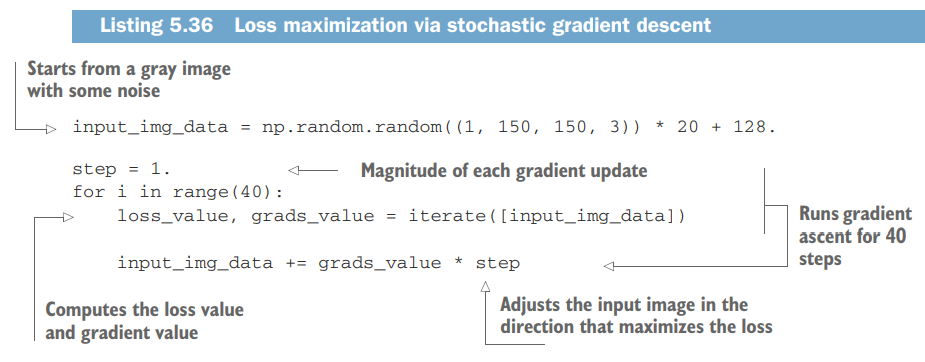 Listing 5.36 Loss maximization via stochastic gradient descent
Starts from a gray image
with some noise
input_img_data = np.random.random((1, 150, 150, 3)) * 20 + 128.
step = 1.
Magnitude of each gradient update
for i in range(40):
loss_value, grads_value = iterate([input_img_data])
Runs gradient
ascent for 40
steps
input_img_data += grads_value * step
Computes the loss value
and gradient value
Adjusts the input image in the
direction that maximizes the loss